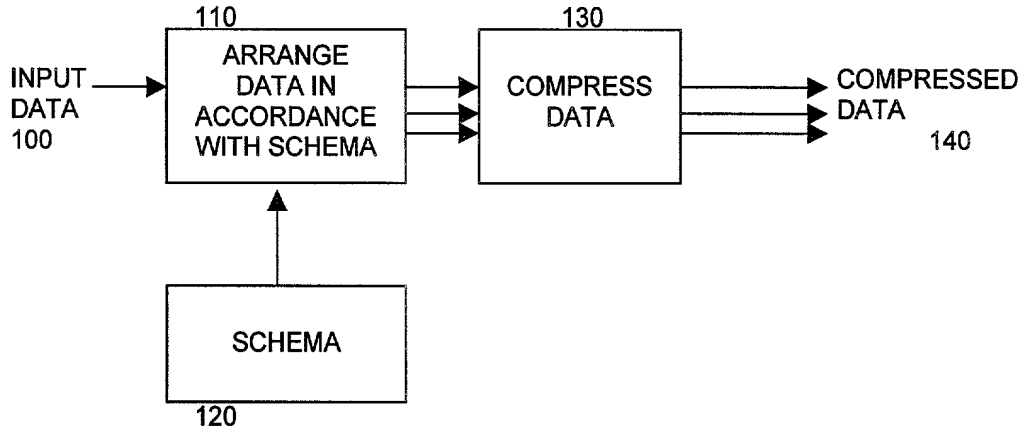 110
130
INPUT
DATA
100
ARRANGE
DATA IN
ACCORDANCE
WITH SCHEMA
COMPRESS
DATA
COMPRESSED
DATA
140
SCHEMA
120